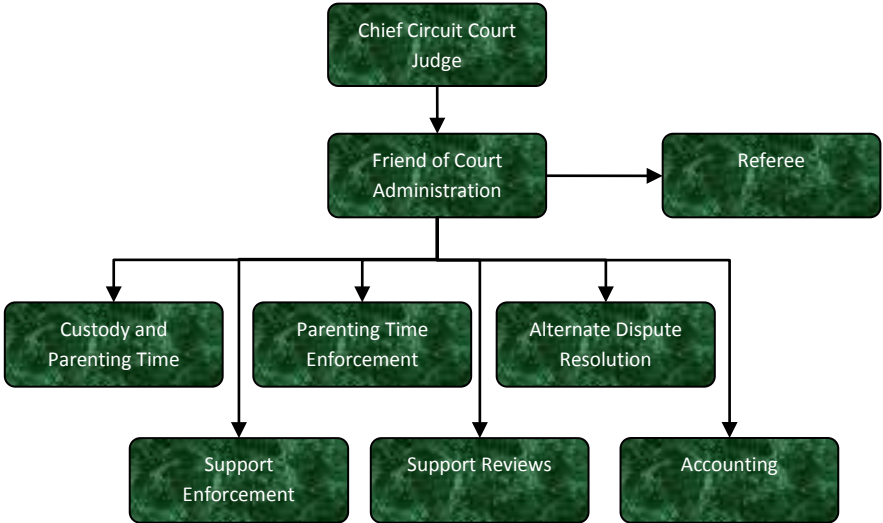 Chief Circuit Court
Judge
Friend of Court
Administration
Referee
Custody and
Parenting Time
Parenting Time
Enforcement
Alternate Dispute
Resolution
Support
Enforcement
Support Reviews
Accounting